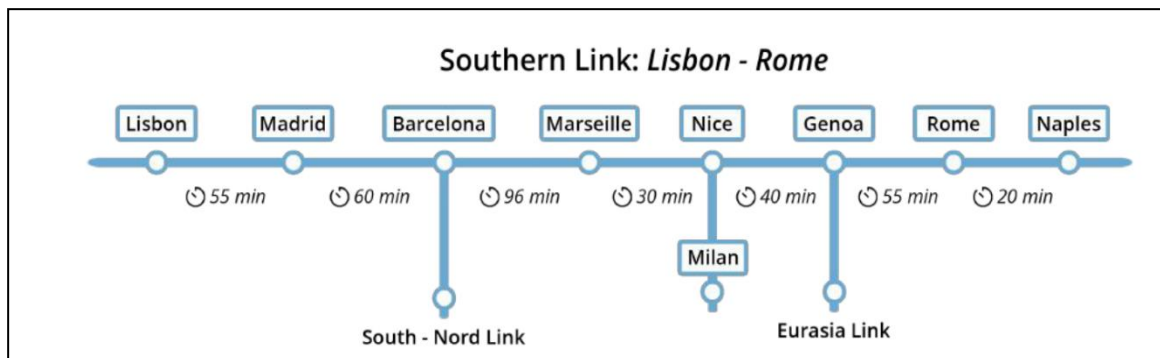 Southern Link: Lisbon - Rome
Lisbon Madrid Barcelona Marseille Nice Genoa Rome Naples
55 min 60 min 96 min 30 min 40 min 55 min 20 min
Milan
South - Nord Link
Eurasia Link